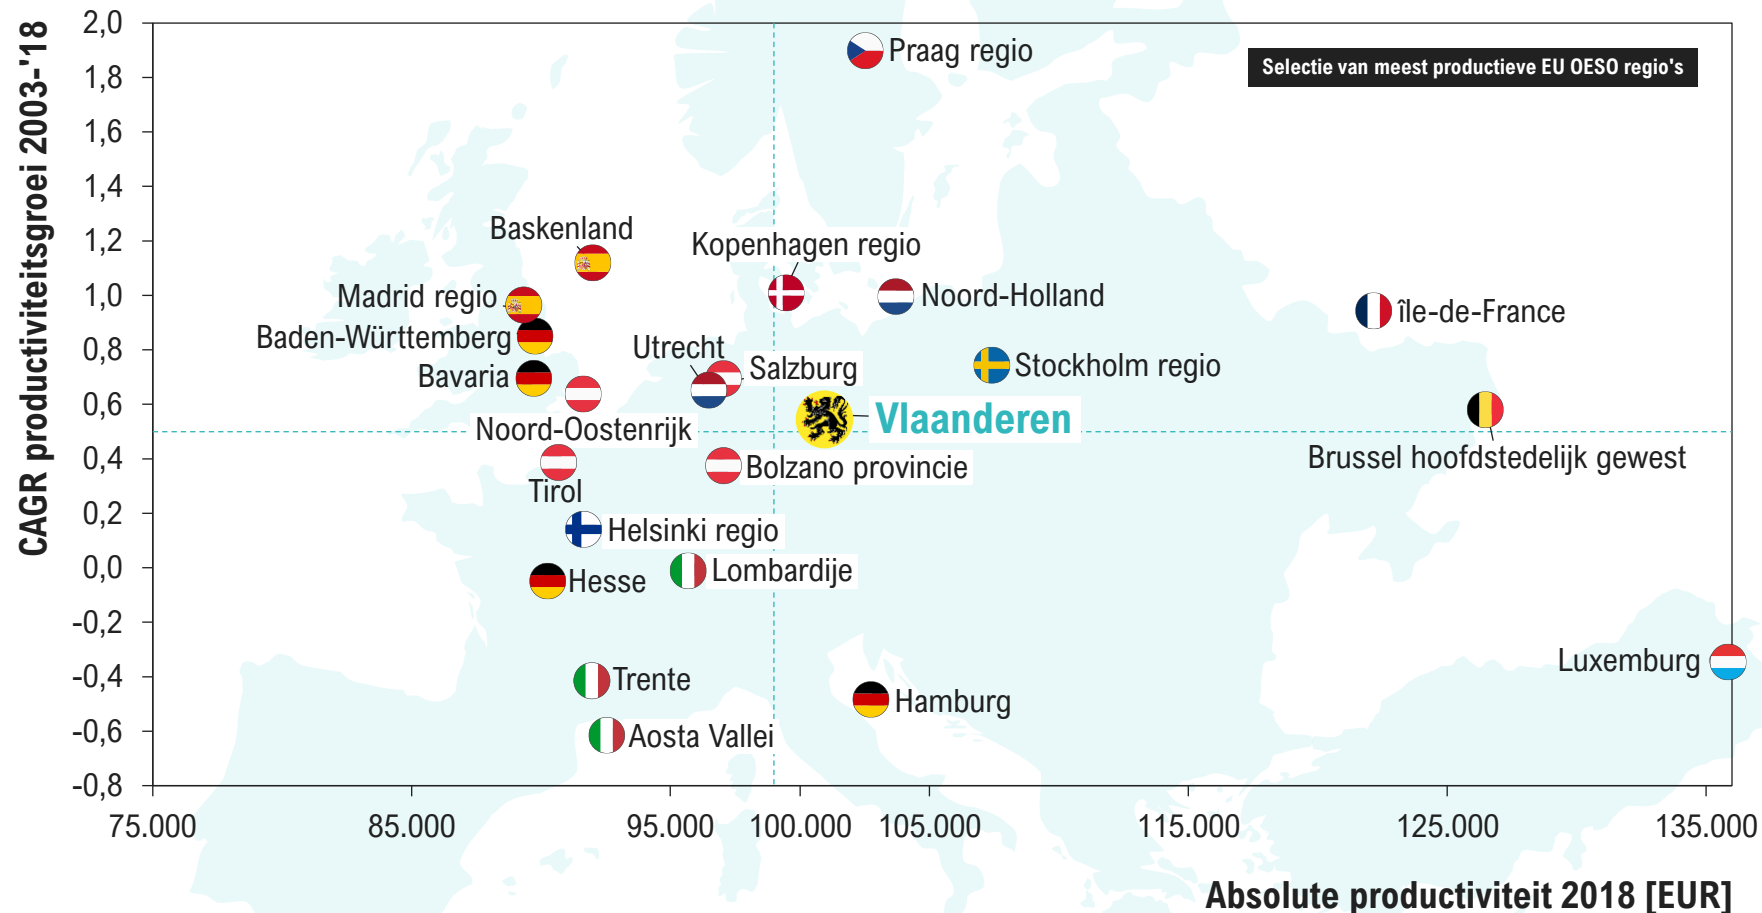 CAGR productiviteitsgroei 2003-'18
2,0
1,8
1,6
1,4
1,2
1,0
0,8
0,6
0,4
0,2
0,0
-0,2
-0,4
-0,6
-0,8
Selectie van meest productieve EU OESO regio's
Praag regio
Baskenland
Kopenhagen regio
Madrid regio
Noord-Holland
île-de-France
Baden-Württemberg
Utrecht
Salzburg
Stockholm regio
Bavaria
Vlaanderen
Noord-Oostenrijk
Brussel hoofdstedelijk gewest
Bolzano provincie
Tirol
Helsinki regio
Lombardije
Hesse
Luxemburg
Trente
Hamburg
Aosta Vallei
75.000
85.000
95.000
100.000
105.000
115.000
125.000
135.000
Absolute productiviteit 2018 [EUR]